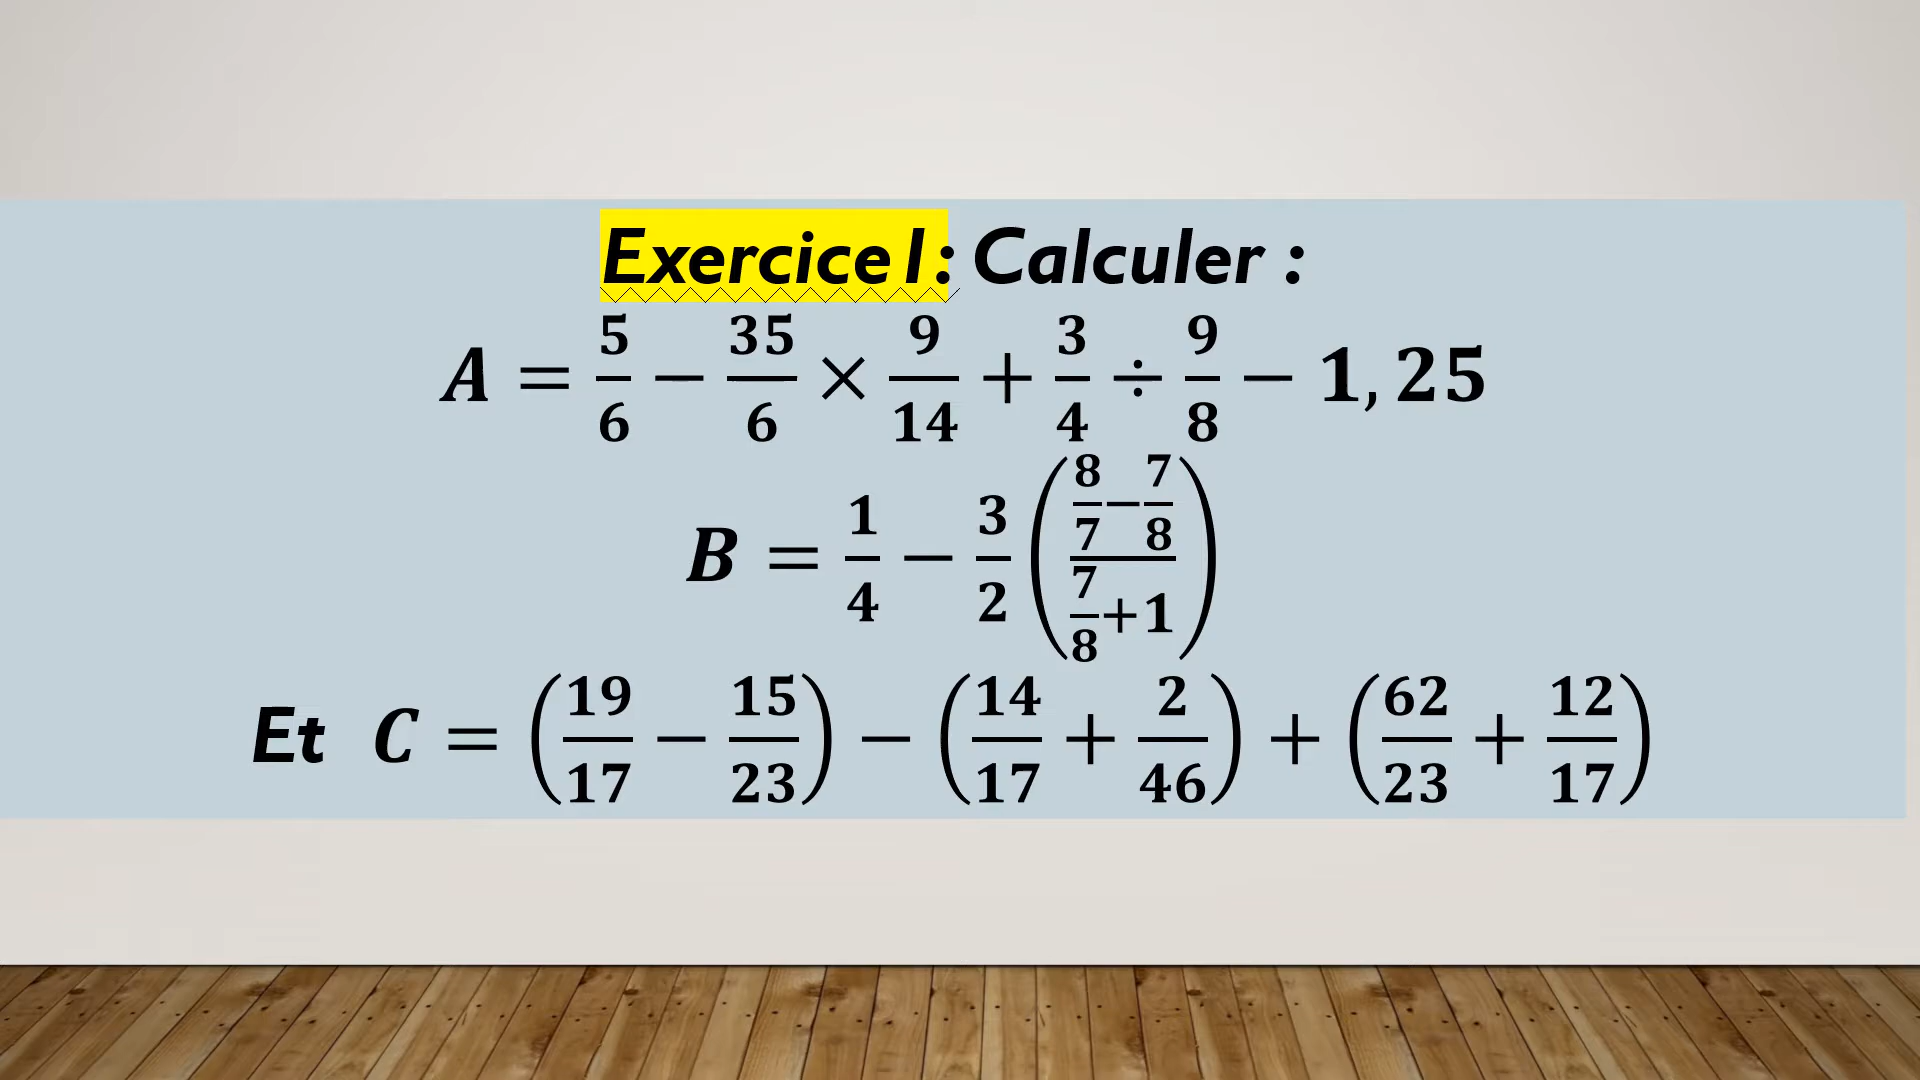 Exercice1: Calculer :
A = 5/6 − 35/6 × 9/14 + 3/4 ÷ 9/8 − 1,25
B = 1/4 − 3/2 ((8/7−7/8)/(7/8+1))
Et C = (19/17 − 15/23) − (14/17 + 2/46) + (62/23 + 12/17)